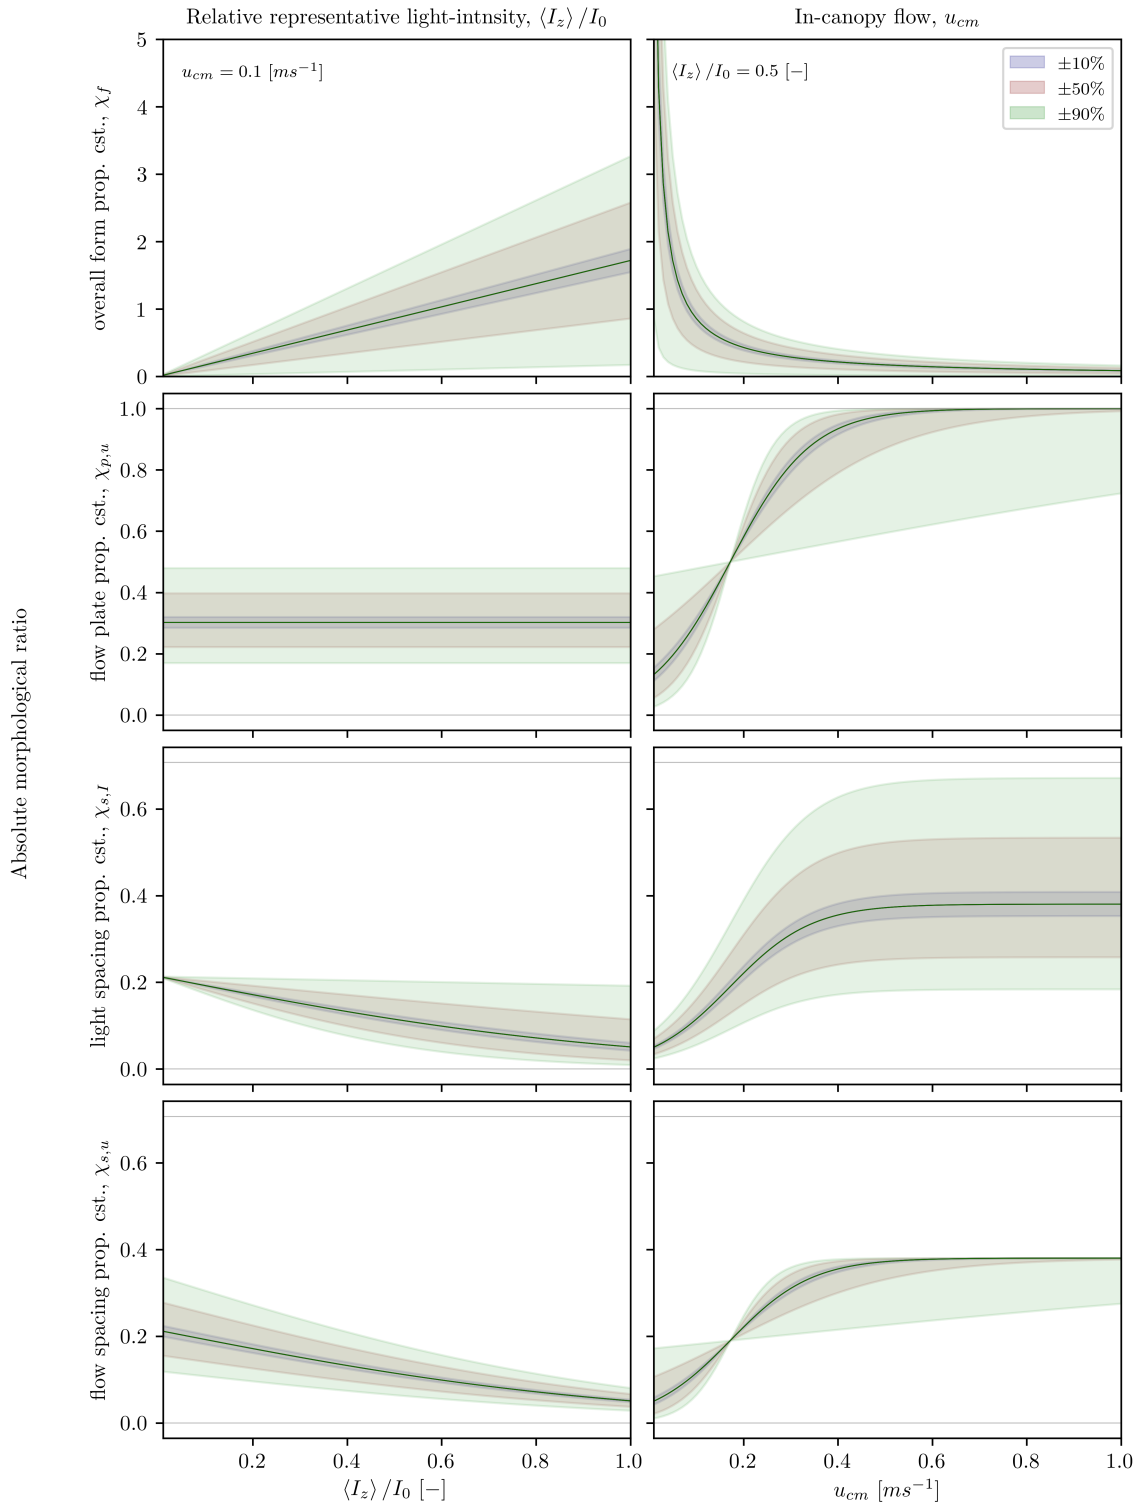 Relative representative light-intnsity, ⟨I_z⟩ /I_0
In-canopy flow, u_cm
u_cm = 0.1 [ms^−1]
⟨I_z⟩ /I_0 = 0.5 [−]
±10%
±50%
±90%
overall form prop. cst., χ_f
5
4
3
2
1
0
flow plate prop. cst., χ_p,u
1.0
0.8
0.6
0.4
0.2
0.0
Absolute morphological ratio
light spacing prop. cst., χ_s,I
0.6
0.4
0.2
0.0
flow spacing prop. cst., χ_s,u
0.6
0.4
0.2
0.0
0.2 0.4 0.6 0.8 1.0
0.2 0.4 0.6 0.8 1.0
⟨I_z⟩ /I_0 [−]
u_cm [ms^−1]